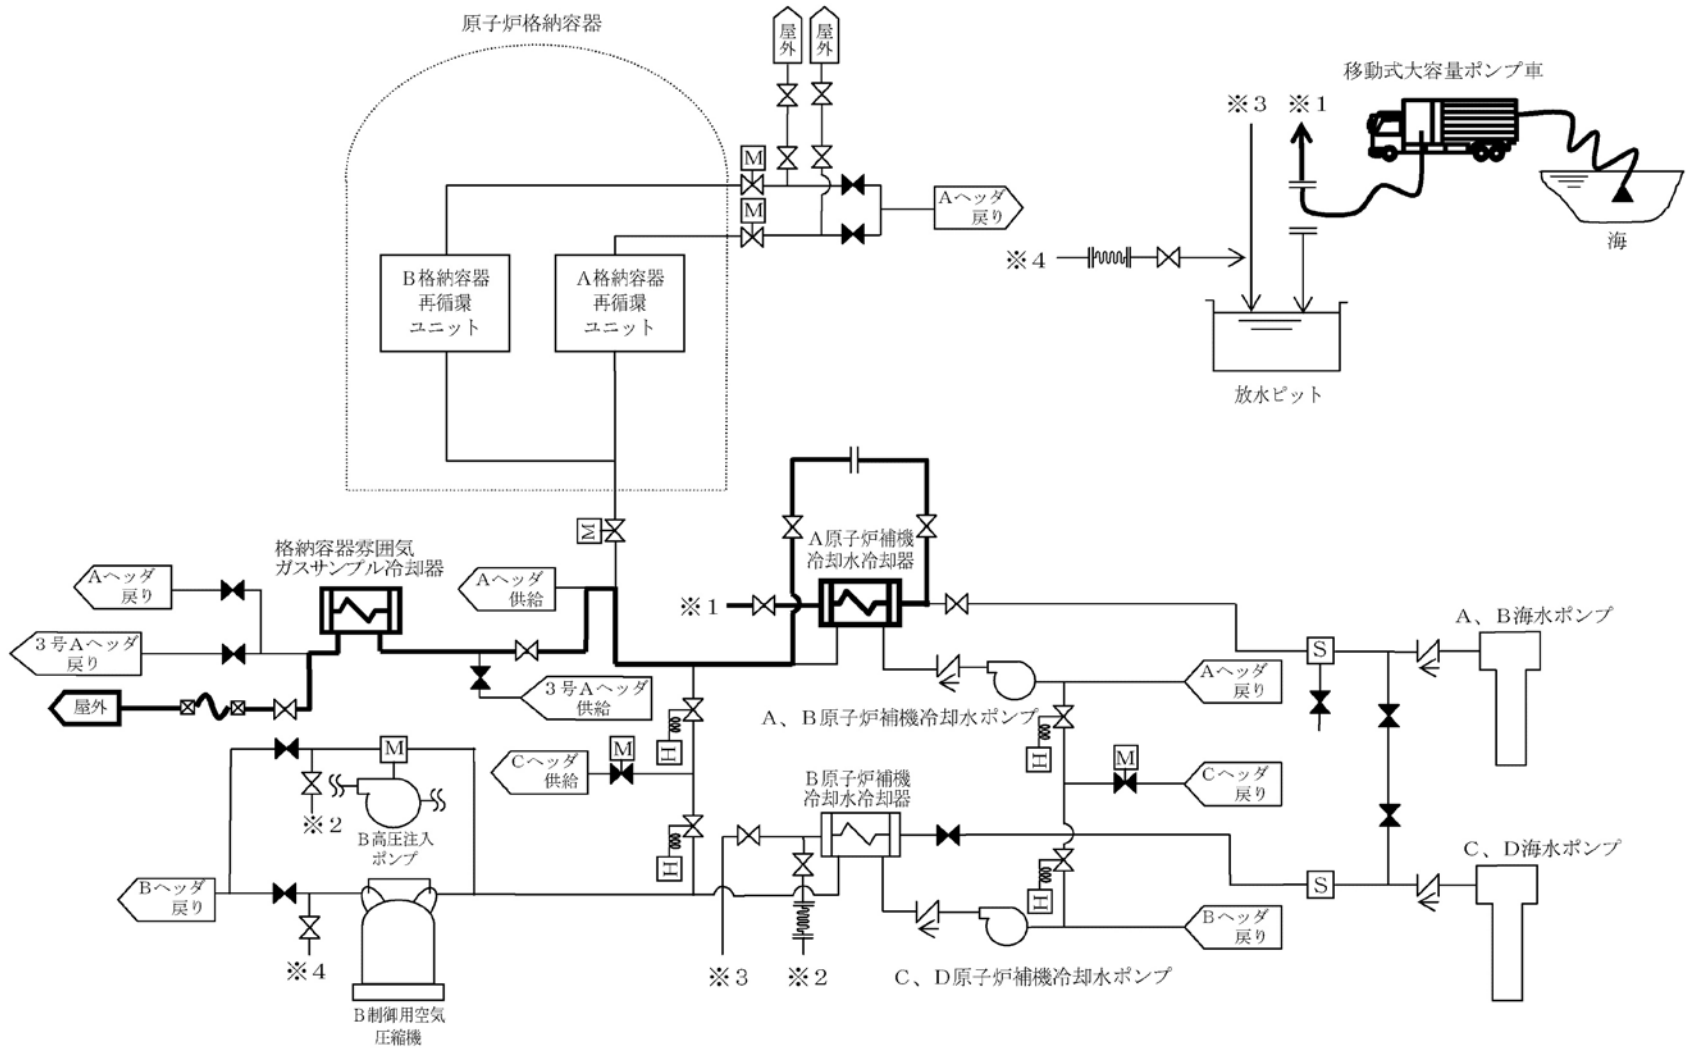 原子炉格納容器
屋外
屋外
移動式大容量ポンプ車
※3
※1
M
M
Aヘッダ
戻り
海
※4
B格納容器
再循環
ユニット
A格納容器
再循環
ユニット
放水ピット
M
格納容器雰囲気
ガスサンプル冷却器
A原子炉補機
冷却水冷却器
Aヘッダ
戻り
Aヘッダ
供給
※1
A、B海水ポンプ
3号Aヘッダ
戻り
S
3号Aヘッダ
供給
Aヘッダ
戻り
屋外
A、B原子炉補機冷却水ポンプ
H
H
M
M
M
Cヘッダ
供給
Cヘッダ
戻り
B原子炉補機
冷却水冷却器
※2
B高圧注入
ポンプ
C、D海水ポンプ
H
H
S
Bヘッダ
戻り
Bヘッダ
戻り
※4
※3
※2
C、D原子炉補機冷却水ポンプ
B制御用空気
圧縮機